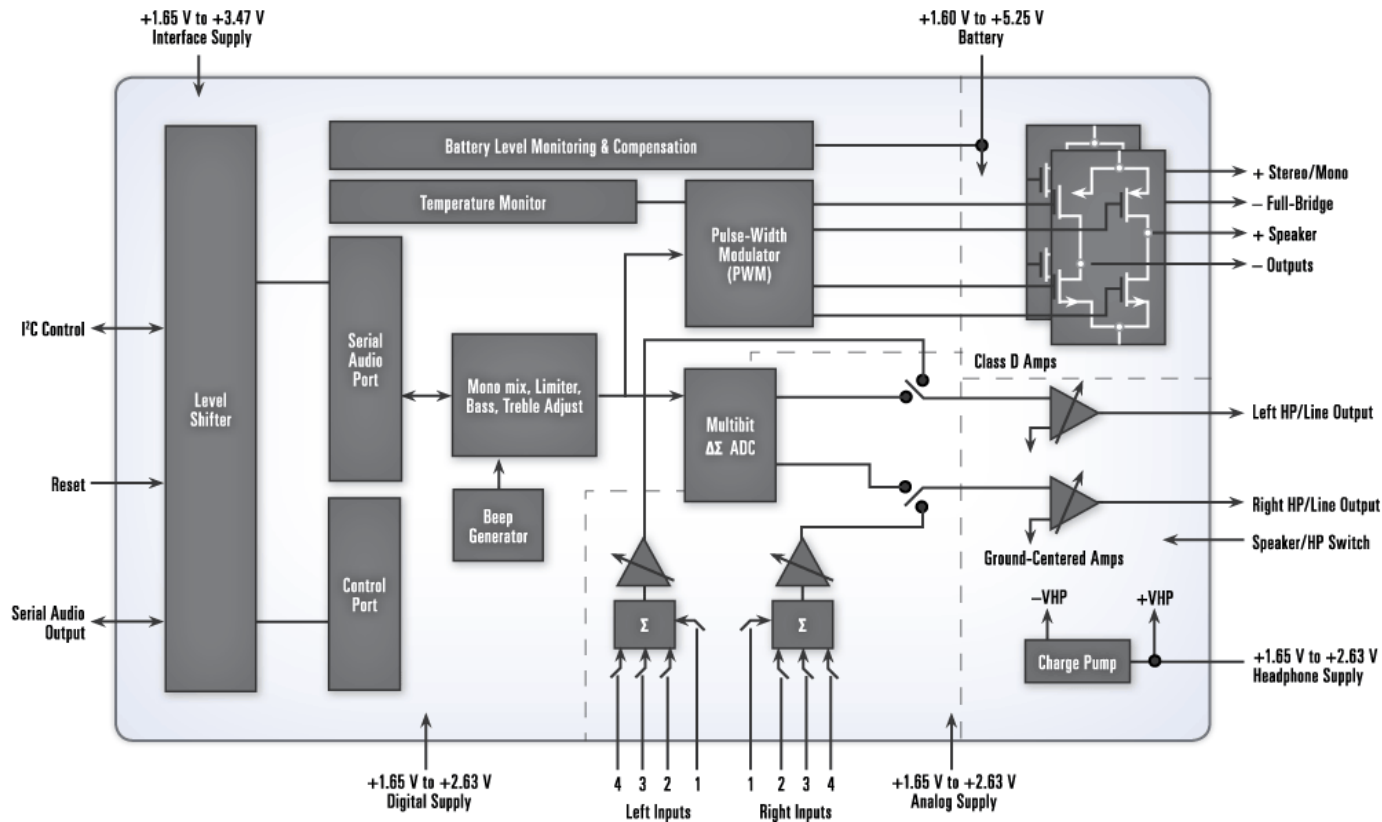 +1.65 V to +3.47 V
Interface Supply
+1.60 V to +5.25 V
Battery
Battery Level Monitoring & Compensation
Temperature Monitor
Pulse-Width
Modulator
(PWM)
+ Stereo/Mono
– Full-Bridge
+ Speaker
– Outputs
I²C Control
Level
Shifter
Serial
Audio
Port
Mono mix, Limiter,
Bass, Treble Adjust
Multibit
ΔΣ ADC
Class D Amps
Left HP/Line Output
Reset
Beep
Generator
Right HP/Line Output
Speaker/HP Switch
Ground-Centered Amps
Control
Port
Serial Audio
Output
Σ
Σ
–VHP
+VHP
Charge Pump
+1.65 V to +2.63 V
Headphone Supply
+1.65 V to +2.63 V
Digital Supply
4 3 2 1
Left Inputs
1 2 3 4
Right Inputs
+1.65 V to +2.63 V
Analog Supply